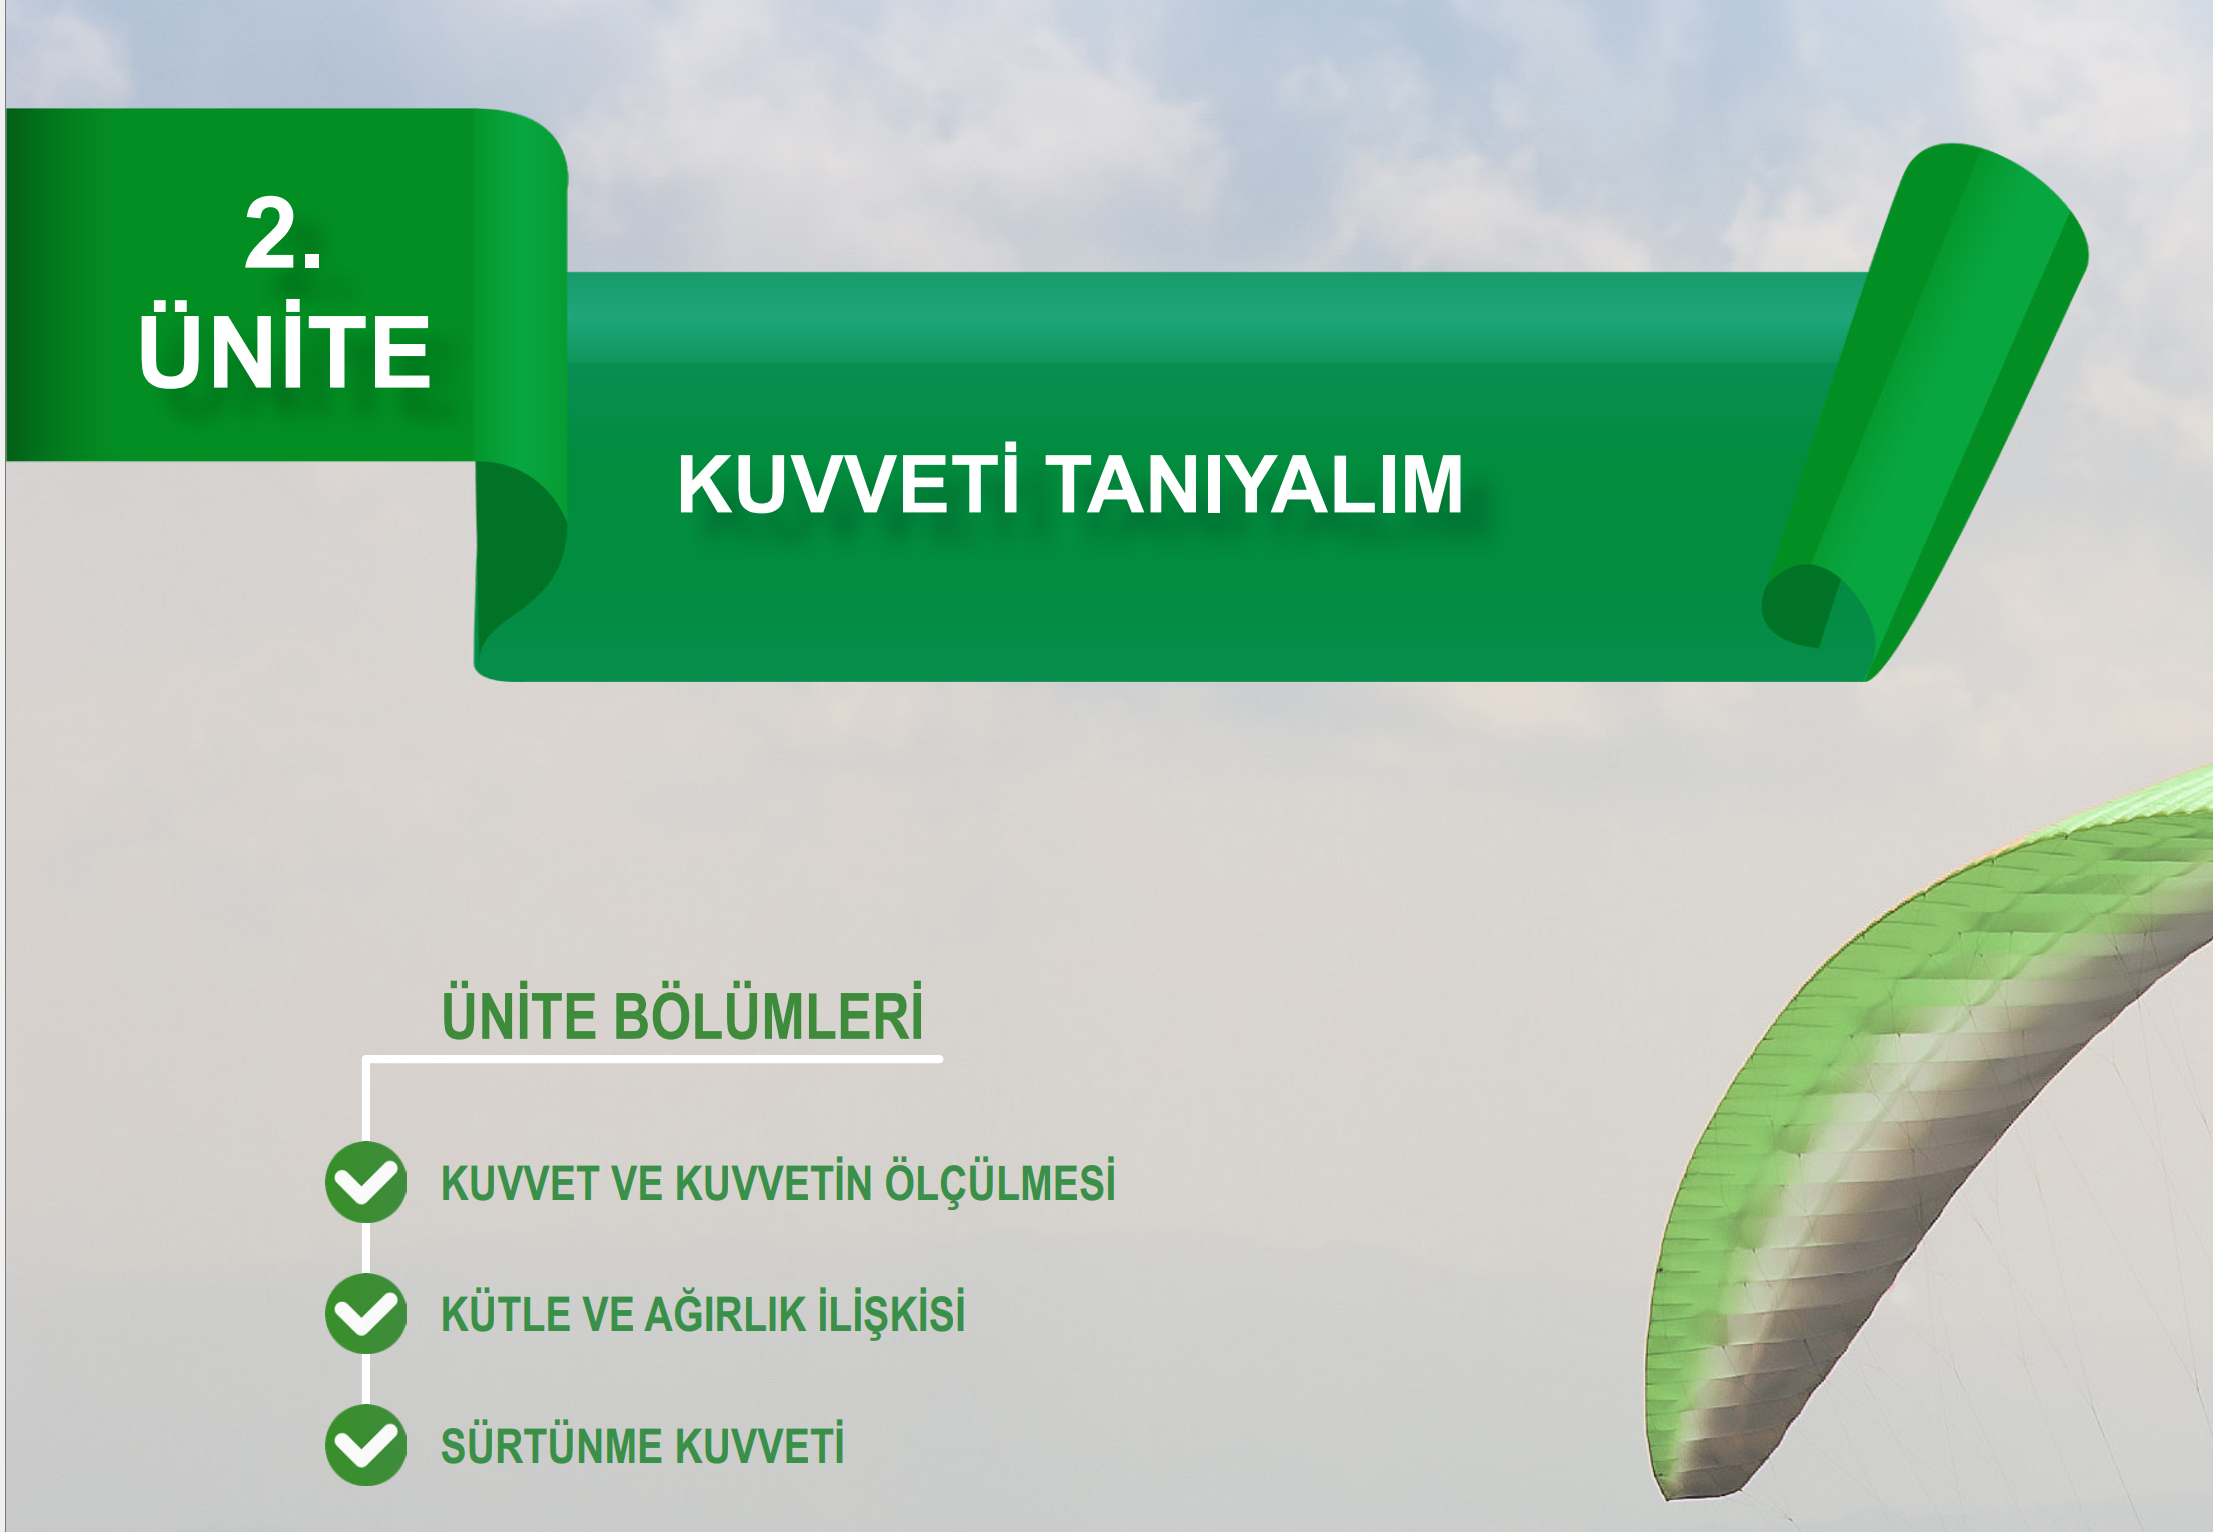 2.
ÜNİTE
KUVVETİ TANIYALIM
ÜNİTE BÖLÜMLERİ
KUVVET VE KUVVETİN ÖLÇÜLMESİ
KÜTLE VE AĞIRLIK İLİŞKİSİ
SÜRTÜNME KUVVETİ